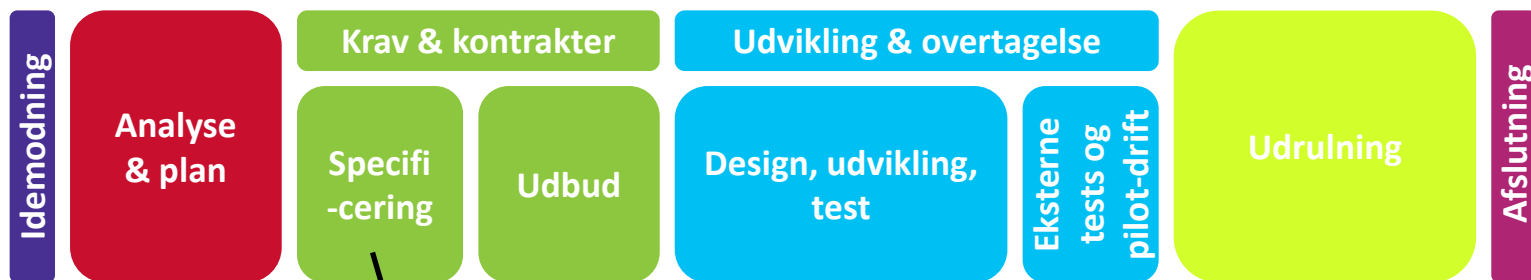 Idemodning
Analyse
& plan
Krav & kontrakter
Specifi
-cering
Udbud
Udvikling & overtagelse
Design, udvikling,
test
Eksterne
tests og
pilot-drift
Udrulning
Afslutning